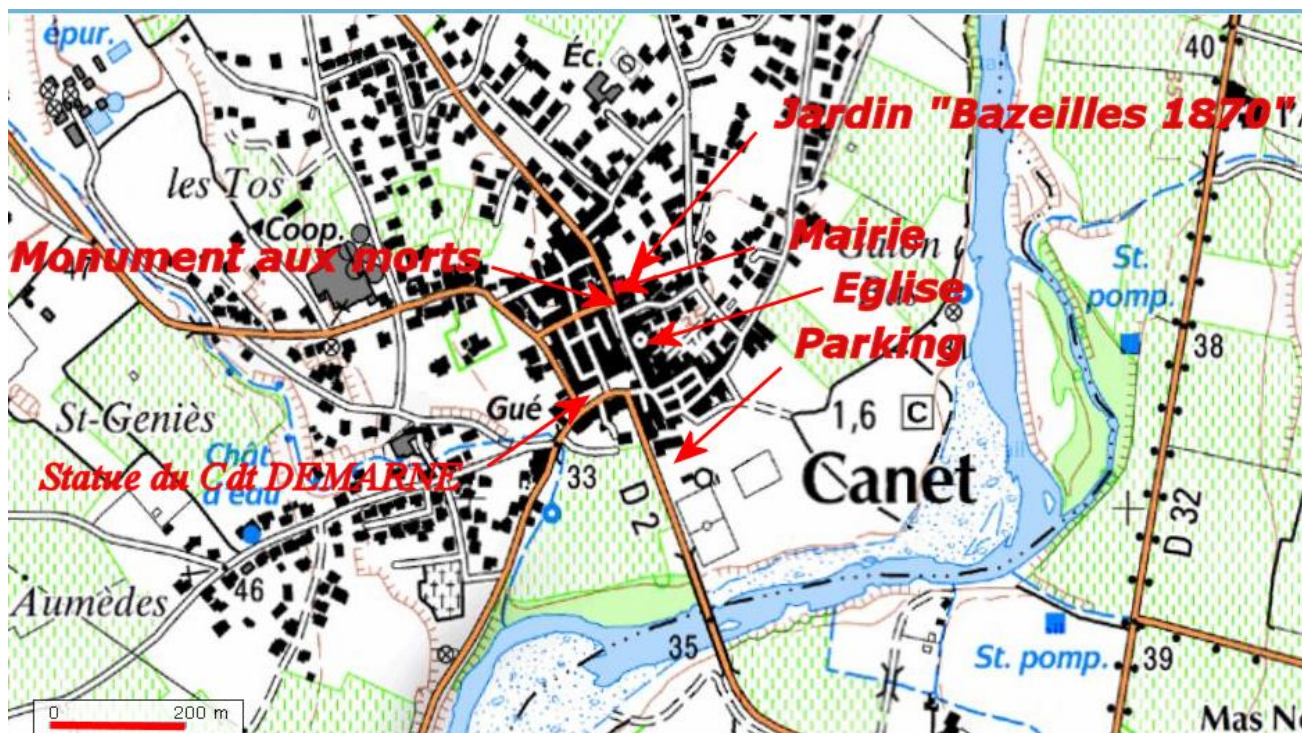 épur.
Éc.
40
Jardin "Bazeilles 1870"
les Tos
Coop.
Mairie
Monument aux morts
47
St.
pomp.
Eglise
Parking
38
St-Geniès
Gué
1,6
C
Chât
d'eau
Statue du Cdt DEMARNE
33
D 2
Canet
D 32
Aumèdes
46
35
St. pomp.
39
0 200 m
Mas N